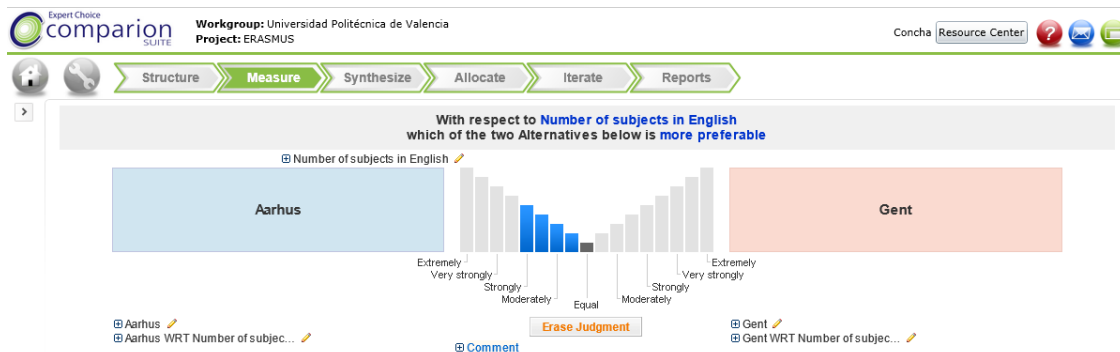 Expert Choice
comparion
SUITE
Workgroup: Universidad Politécnica de Valencia
Project: ERASMUS
Concha Resource Center ?
Structure Measure Synthesize Allocate Iterate Reports
>
With respect to Number of subjects in English
which of the two Alternatives below is more preferable
Number of subjects in English
Aarhus
Gent
Extremely Extremely
Very strongly Very strongly
Strongly Strongly
Moderately Moderately
Equal
Aarhus Erase Judgment Gent
Aarhus WRT Number of subjec... Gent WRT Number of subjec...
Comment